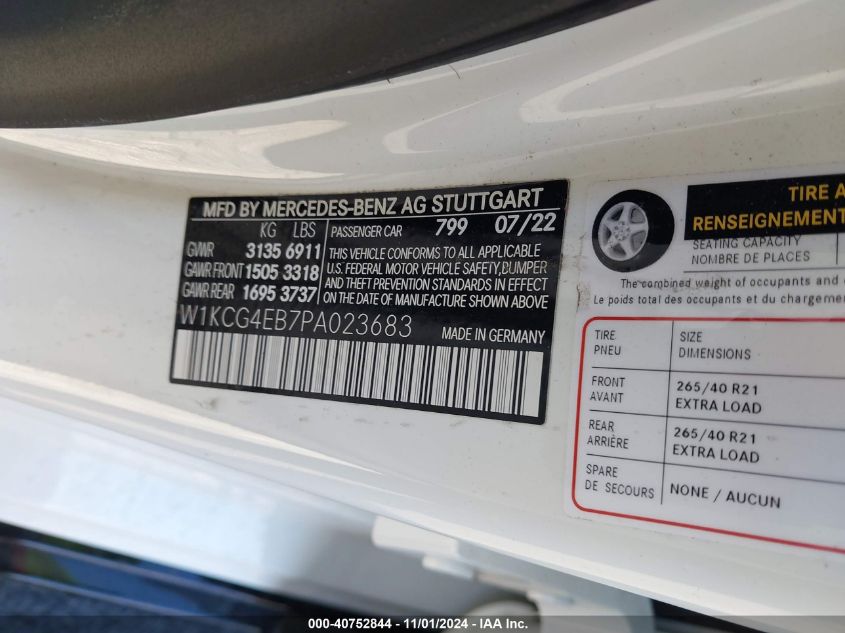 MFD BY MERCEDES-BENZ AG STUTTGART
KG LBS PASSENGER CAR 799 07/22
GVWR 3135 6911
GAWR FRONT 1505 3318
GAWR REAR 1695 3737
THIS VEHICLE CONFORMS TO ALL APPLICABLE
U.S. FEDERAL MOTOR VEHICLE SAFETY, BUMPER
AND THEFT PREVENTION STANDARDS IN EFFECT
ON THE DATE OF MANUFACTURE SHOWN ABOVE
W1KCG4EB7PA023683 MADE IN GERMANY
TIRE
RENSEIGNEMENT
SEATING CAPACITY
NOMBRE DE PLACES
The combined weight of occupants and
Le poids total des occupants et du chargement
TIRE SIZE
PNEU DIMENSIONS
FRONT 265/40 R21
AVANT EXTRA LOAD
REAR 265/40 R21
ARRIÈRE EXTRA LOAD
SPARE NONE / AUCUN
DE SECOURS
000-40752844 - 11/01/2024 - IAA Inc.